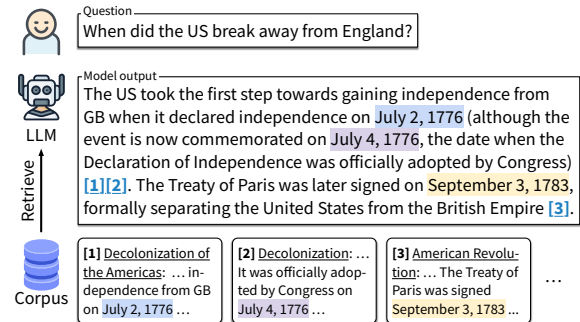 Question
When did the US break away from England?
Model output
The US took the first step towards gaining independence from
GB when it declared independence on July 2, 1776 (although the
event is now commemorated on July 4, 1776, the date when the
Declaration of Independence was officially adopted by Congress)
[1][2]. The Treaty of Paris was later signed on September 3, 1783,
formally separating the United States from the British Empire [3].
LLM
Retrieve
Corpus
[1] Decolonization of
the Americas: … in-
dependence from GB
on July 2, 1776 …
[2] Decolonization: …
It was officially adop-
ted by Congress on
July 4, 1776 …
[3] American Revolu-
tion: … The Treaty of
Paris was signed
September 3, 1783 ...
…